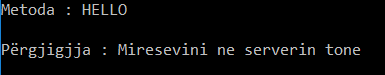 Metoda : HELLO
Përgjigjja : Miresevini ne serverin tone